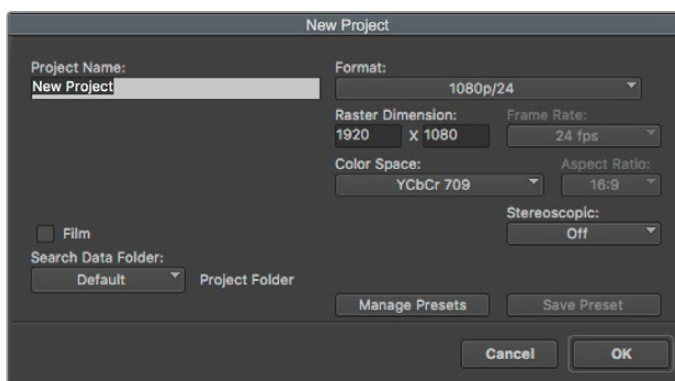 New Project
Project Name:
New Project
Format:
1080p/24
Raster Dimension:
1920 X 1080
Frame Rate:
24 fps
Color Space:
YCbCr 709
Aspect Ratio:
16:9
Stereoscopic:
Off
Film
Search Data Folder:
Default
Project Folder
Manage Presets
Save Preset
Cancel
OK